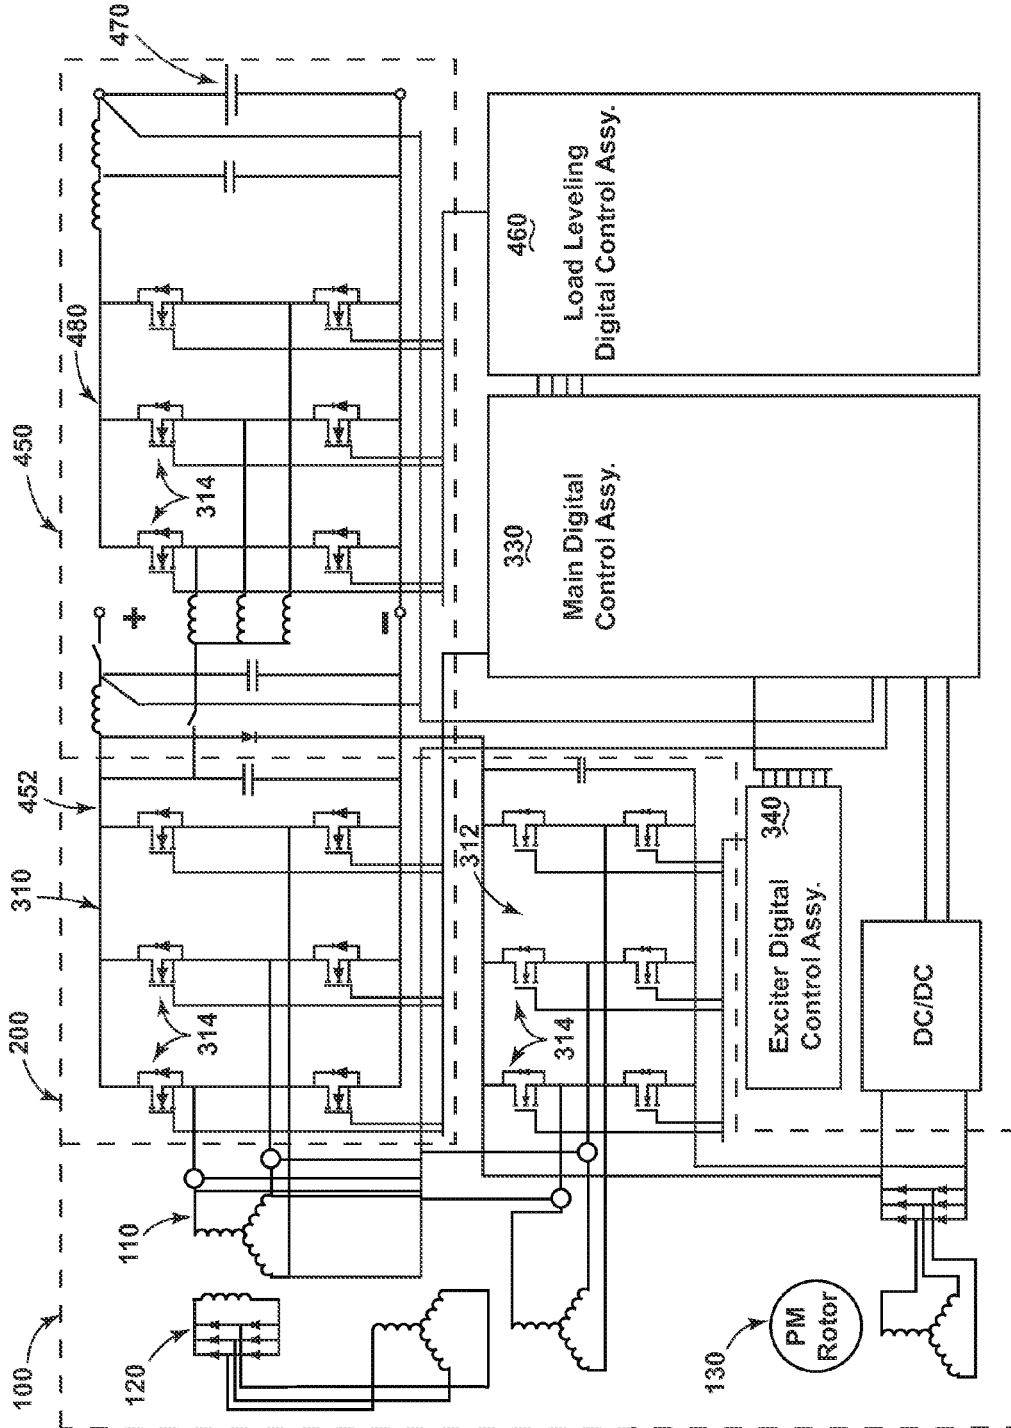 100
200
310
452
450
480
470
314
314
+
-
110
120
312
314
130
PM
Rotor
340
Exciter Digital
Control Assy.
DC/DC
330
Main Digital
Control Assy.
460
Load Leveling
Digital Control Assy.